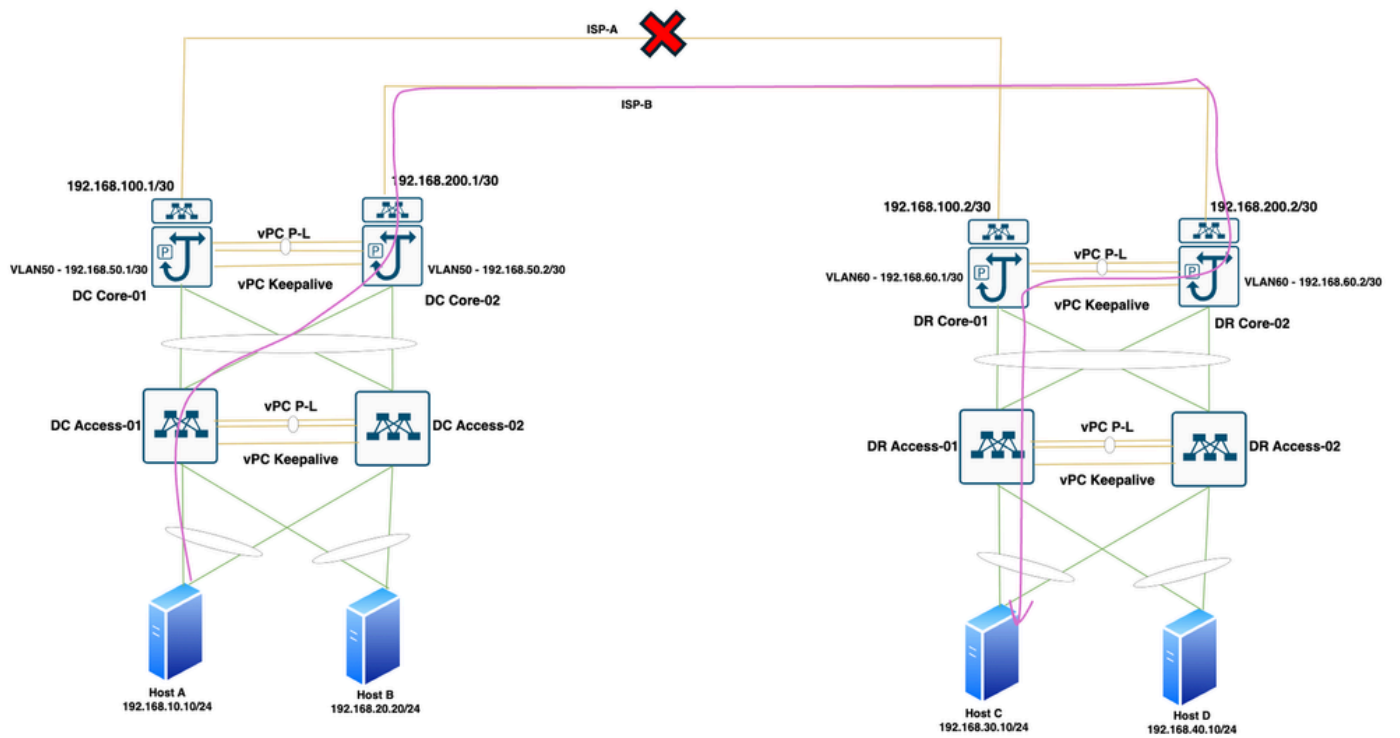 ISP-A
ISP-B
192.168.100.1/30
192.168.200.1/30
192.168.100.2/30
192.168.200.2/30
vPC P-L
P
P
VLAN50 - 192.168.50.1/30
VLAN50 - 192.168.50.2/30
vPC Keepalive
DC Core-01
DC Core-02
vPC P-L
P
P
VLAN60 - 192.168.60.1/30
VLAN60 - 192.168.60.2/30
vPC Keepalive
DR Core-01
DR Core-02
vPC P-L
DC Access-01
DC Access-02
vPC Keepalive
vPC P-L
DR Access-01
DR Access-02
vPC Keepalive
Host A
192.168.10.10/24
Host B
192.168.20.20/24
Host C
192.168.30.10/24
Host D
192.168.40.10/24